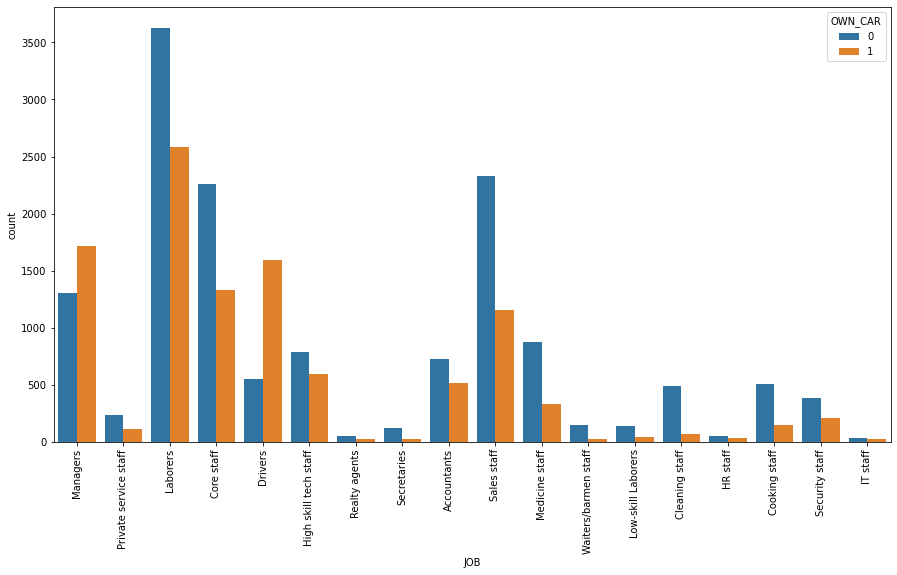 OWN_CAR
0
1
3500
3000
2500
2000
1500
1000
500
0
count
Managers
Private service staff
Laborers
Core staff
Drivers
High skill tech staff
Realty agents
Secretaries
Accountants
Sales staff
Medicine staff
Waiters/barmen staff
Low-skill Laborers
Cleaning staff
HR staff
Cooking staff
Security staff
IT staff
JOB